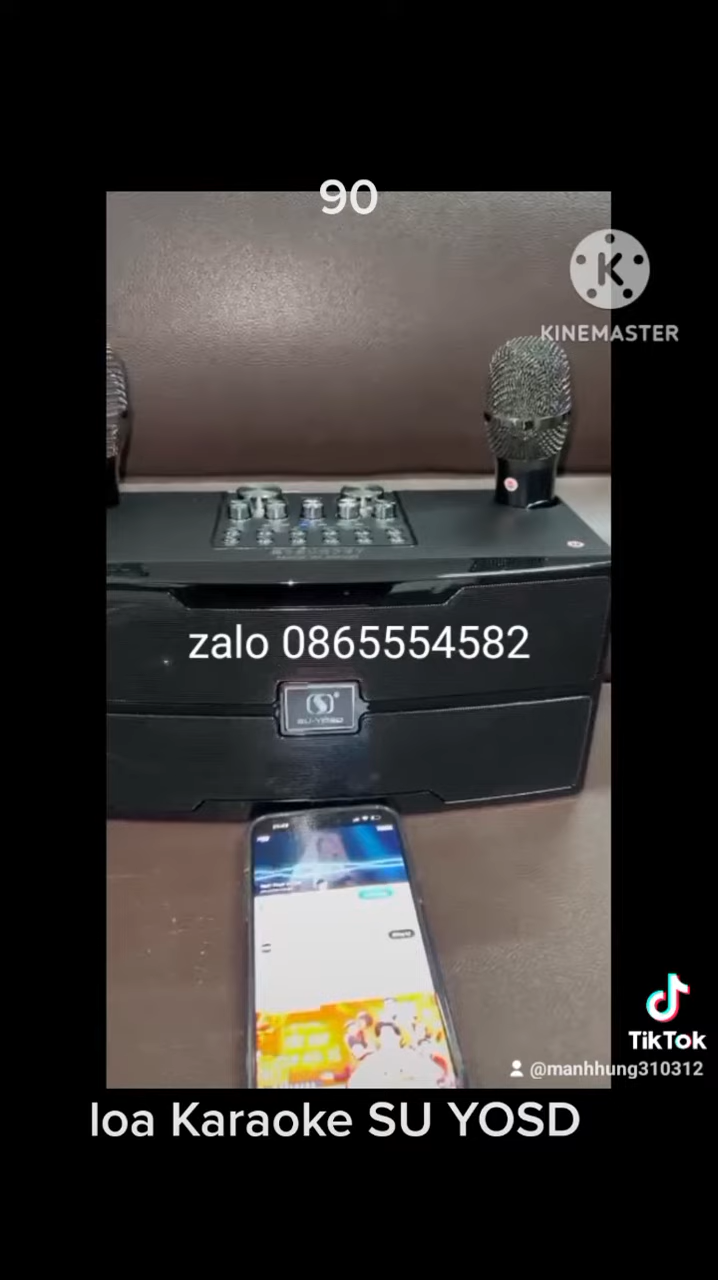 90
KINEMASTER
zalo 0865554582
SU-YOSD
TikTok
@manhhung310312
loa Karaoke SU YOSD